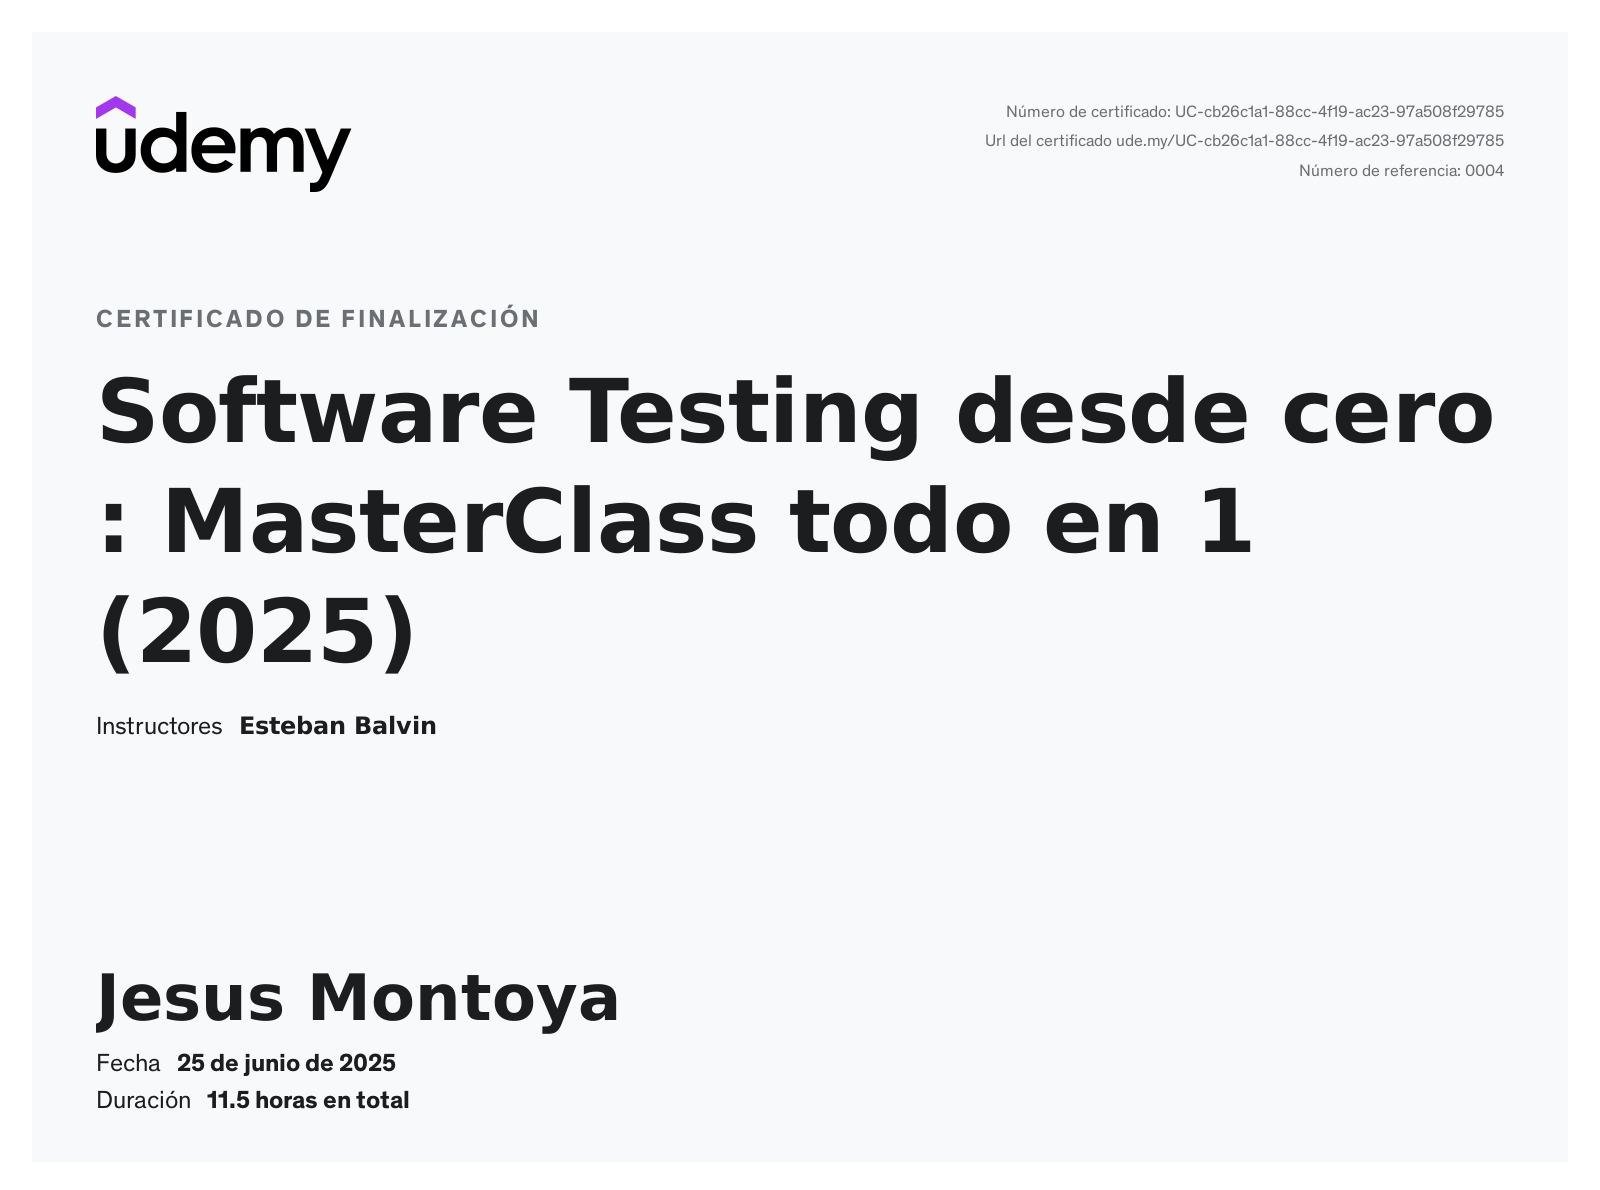 udemy
Número de certificado: UC-cb26c1a1-88cc-4f19-ac23-97a508f29785
Url del certificado ude.my/UC-cb26c1a1-88cc-4f19-ac23-97a508f29785
Número de referencia: 0004
CERTIFICADO DE FINALIZACIÓN
Software Testing desde cero
: MasterClass todo en 1
(2025)
Instructores Esteban Balvin
Jesus Montoya
Fecha 25 de junio de 2025
Duración 11.5 horas en total